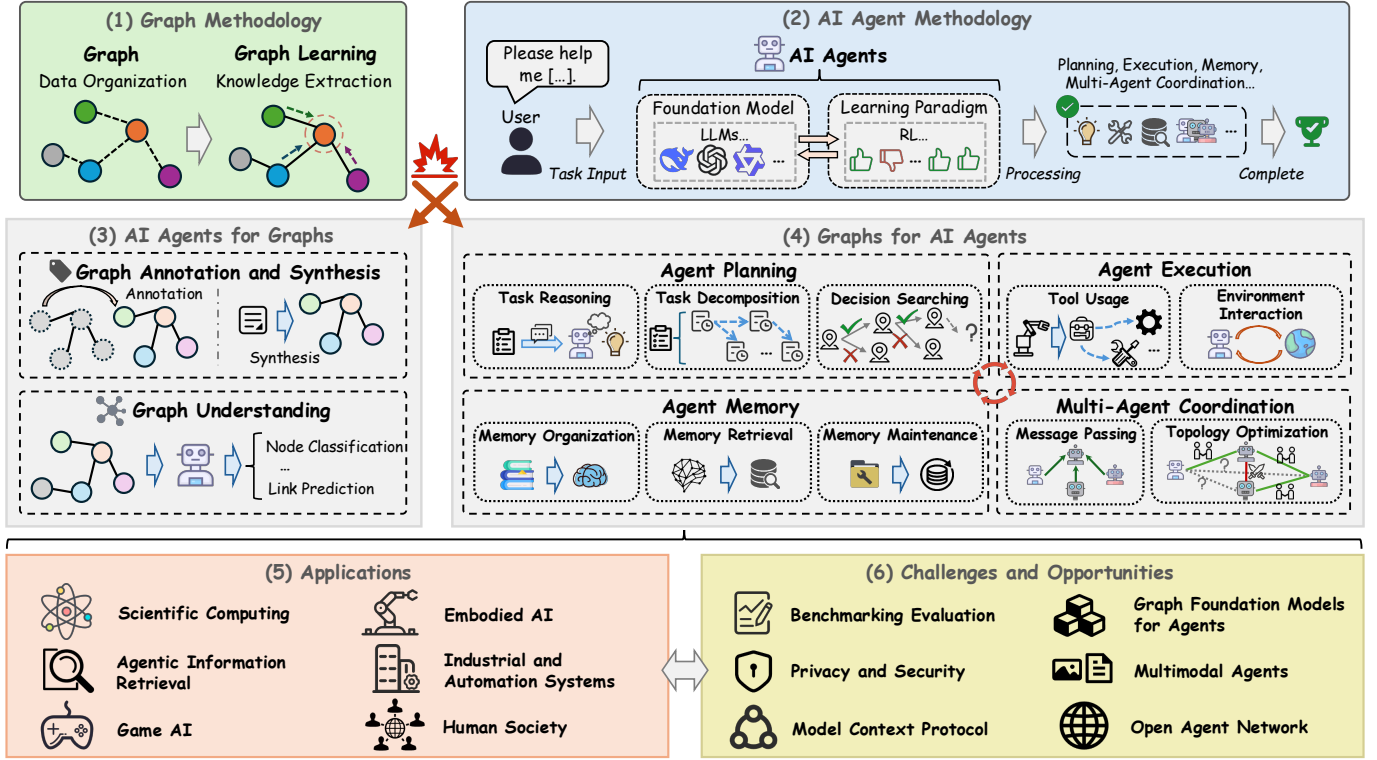 (1) Graph Methodology
Graph
Data Organization
Graph Learning
Knowledge Extraction
(2) AI Agent Methodology
Please help
me [...].
User
Task Input
AI Agents
Foundation Model
LLMs...
...
Learning Paradigm
RL...
...
Processing
Planning, Execution, Memory,
Multi-Agent Coordination...
...
Complete
(3) AI Agents for Graphs
Graph Annotation and Synthesis
Annotation
Synthesis
Graph Understanding
Node Classification
...
Link Prediction
(4) Graphs for AI Agents
Agent Planning
Task Reasoning
Task Decomposition
...
Decision Searching
?
Agent Execution
Tool Usage
...
Environment
Interaction
Agent Memory
Memory Organization
Memory Retrieval
Memory Maintenance
Multi-Agent Coordination
Message Passing
Topology Optimization
?
?
(5) Applications
Scientific Computing
Embodied AI
Agentic Information
Retrieval
Industrial and
Automation Systems
Game AI
Human Society
(6) Challenges and Opportunities
Benchmarking Evaluation
Graph Foundation Models
for Agents
Privacy and Security
Multimodal Agents
Model Context Protocol
Open Agent Network